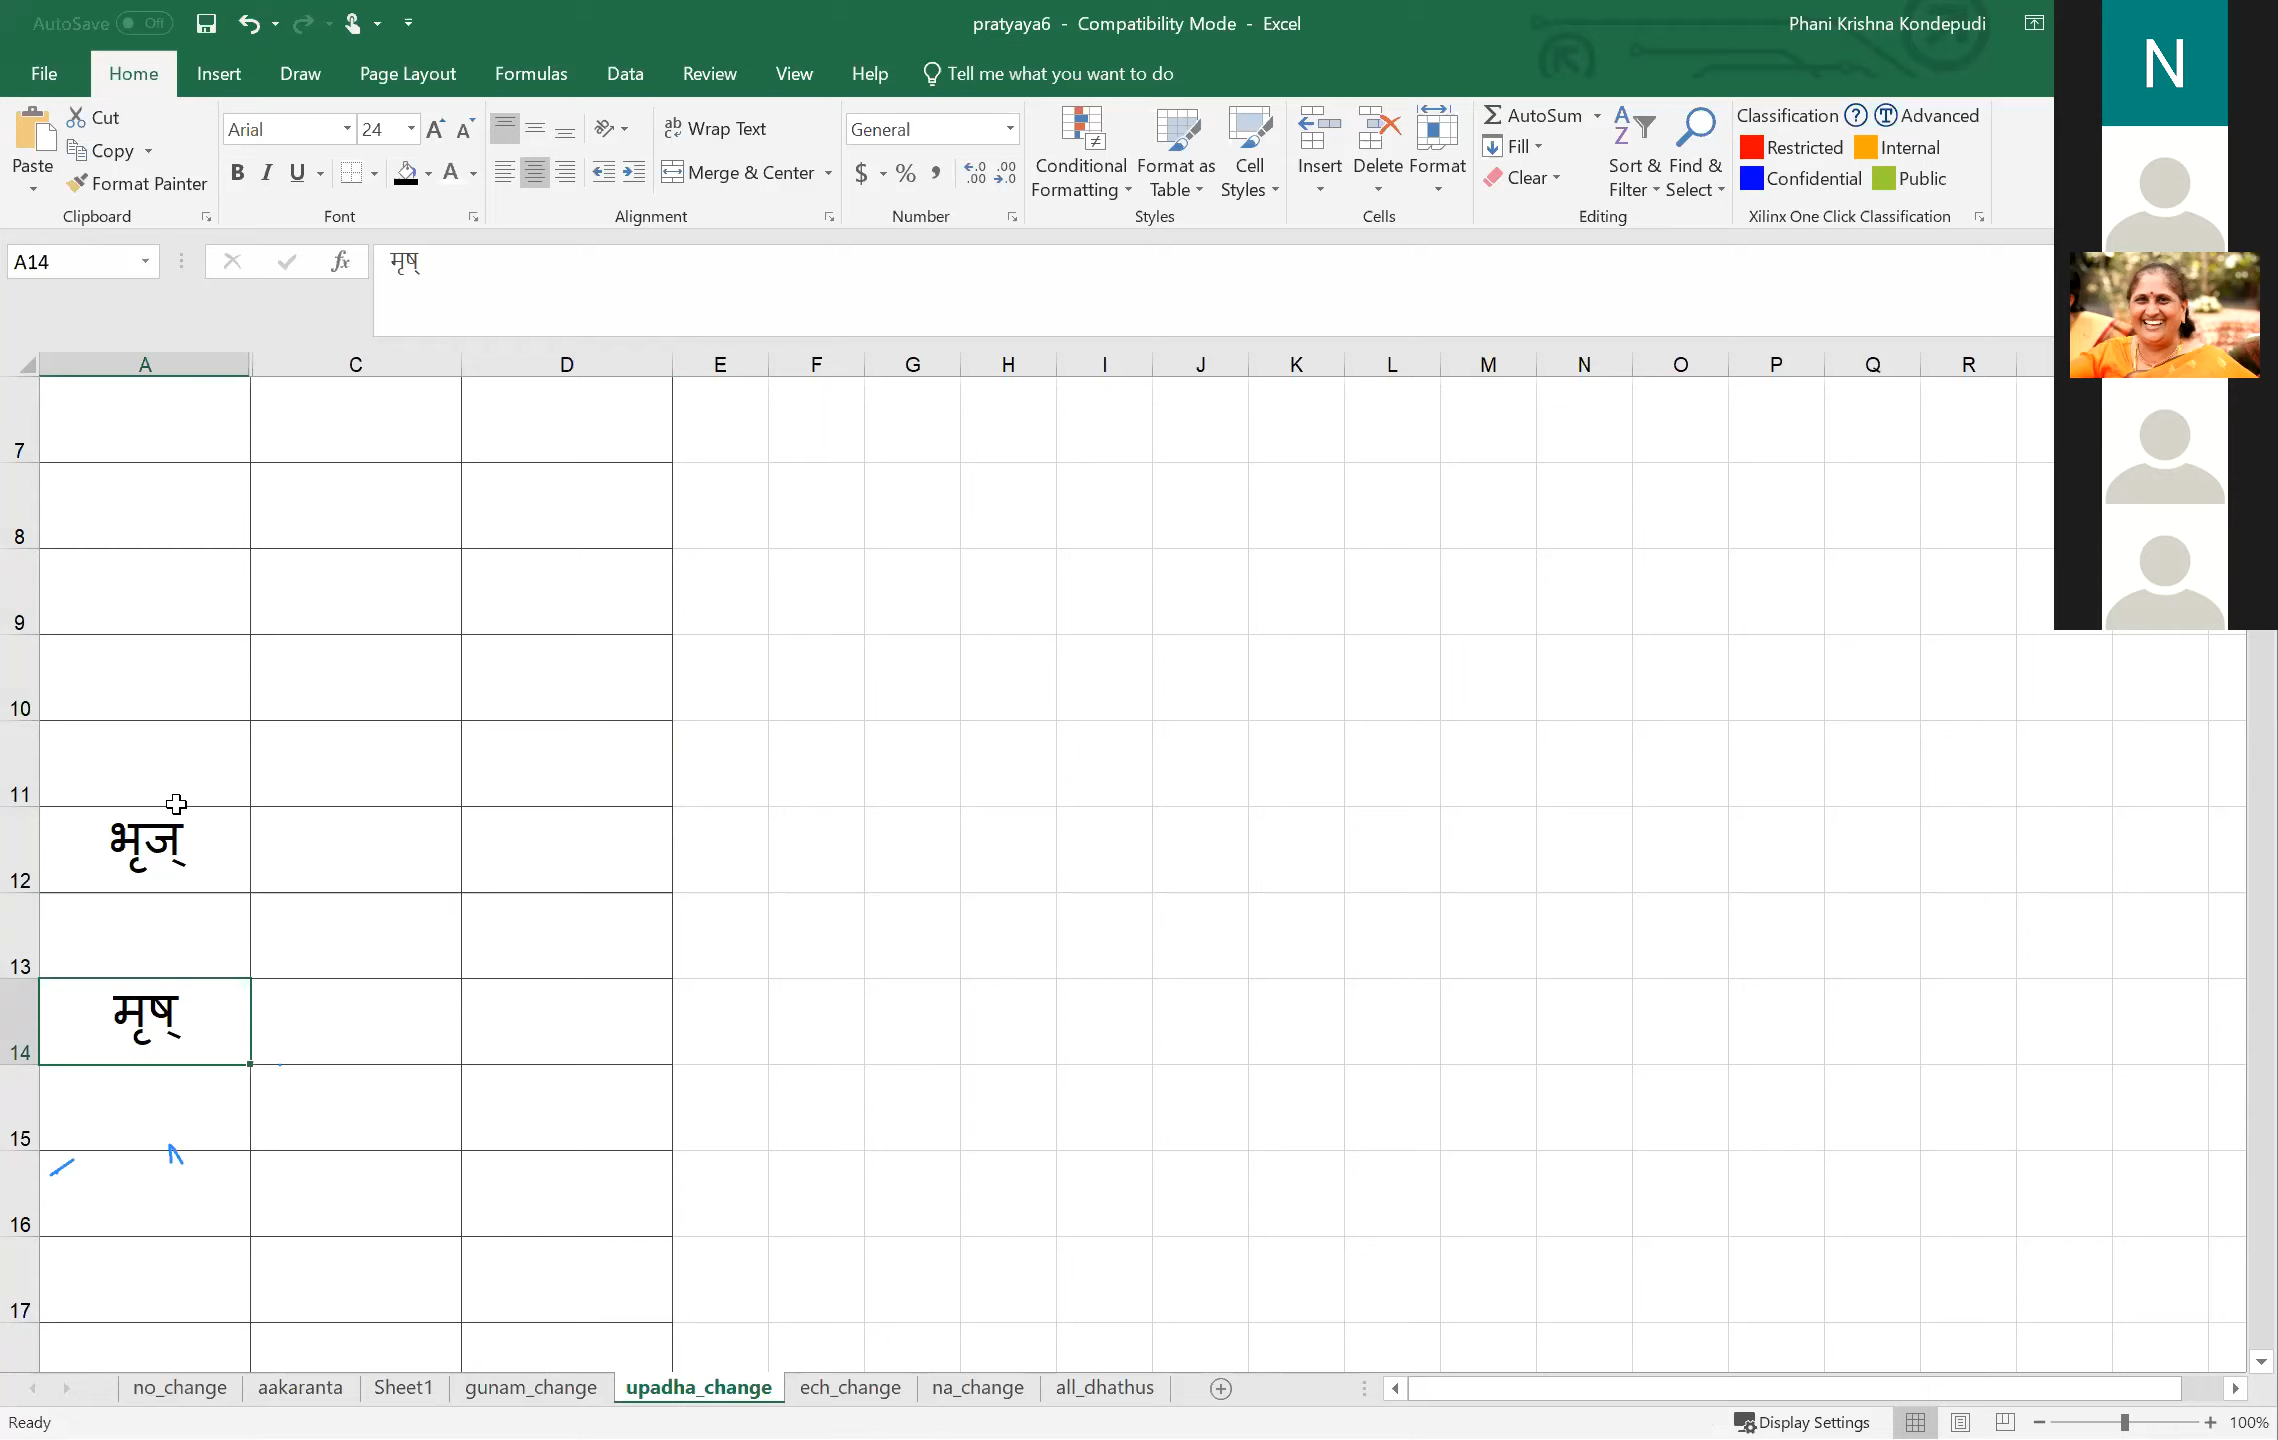 AutoSave Off
pratyaya6 - Compatibility Mode - Excel
Phani Krishna Kondepudi
N
File Home Insert Draw Page Layout Formulas Data Review View Help Tell me what you want to do
Paste
Cut
Copy
Format Painter
Clipboard
Arial 24
B I U
Font
Wrap Text
Merge & Center
Alignment
General
$ % ,
Number
Conditional Formatting
Format as Table
Cell Styles
Styles
Insert Delete Format
Cells
AutoSum
Fill
Clear
Sort & Filter
Find & Select
Editing
Classification ? Advanced
Restricted Internal
Confidential Public
Xilinx One Click Classification
A14
fx
मृष्
A C D E F G H I J K L M N O P Q R
7
8
9
10
11
भृज्
12
13
मृष्
14
15
16
17
no_change aakaranta Sheet1 gunam_change upadha_change ech_change na_change all_dhathus
Ready
Display Settings
100%